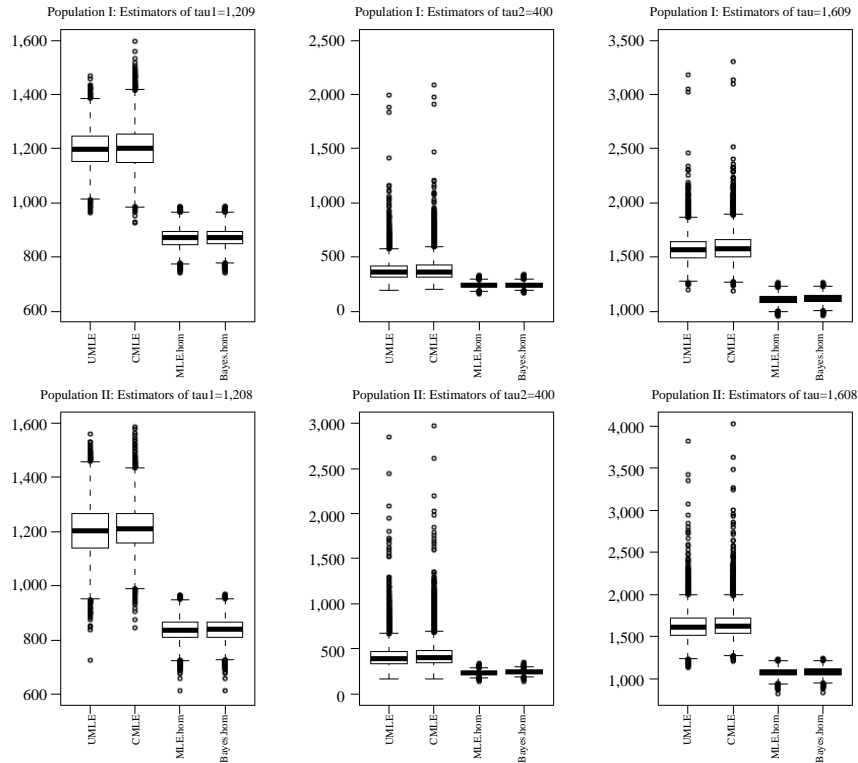 Population I: Estimators of tau1=1,209
1,600
1,400
1,200
1,000
800
600
UMLE
CMLE
MLE.hom
Bayes.hom
Population I: Estimators of tau2=400
2,500
2,000
1,500
1,000
500
0
UMLE
CMLE
MLE.hom
Bayes.hom
Population I: Estimators of tau=1,609
3,500
3,000
2,500
2,000
1,500
1,000
UMLE
CMLE
MLE.hom
Bayes.hom
Population II: Estimators of tau1=1,208
1,600
1,400
1,200
1,000
800
600
UMLE
CMLE
MLE.hom
Bayes.hom
Population II: Estimators of tau2=400
3,000
2,500
2,000
1,500
1,000
500
0
UMLE
CMLE
MLE.hom
Bayes.hom
Population II: Estimators of tau=1,608
4,000
3,500
3,000
2,500
2,000
1,500
1,000
UMLE
CMLE
MLE.hom
Bayes.hom